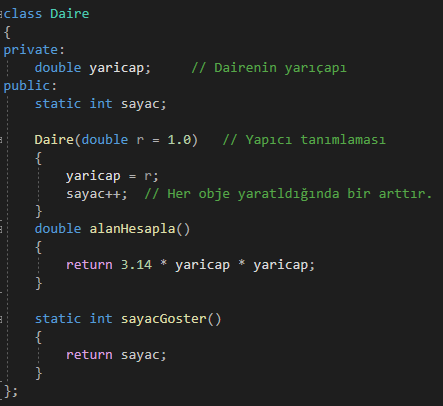 class Daire
{
private:
    double yaricap;     // Dairenin yarıçapı
public:
    static int sayac;

    Daire(double r = 1.0)   // Yapıcı tanımlaması
    {
        yaricap = r;
        sayac++;  // Her obje yaratldığında bir arttır.
    }
    double alanHesapla()
    {
        return 3.14 * yaricap * yaricap;
    }

    static int sayacGoster()
    {
        return sayac;
    }
};